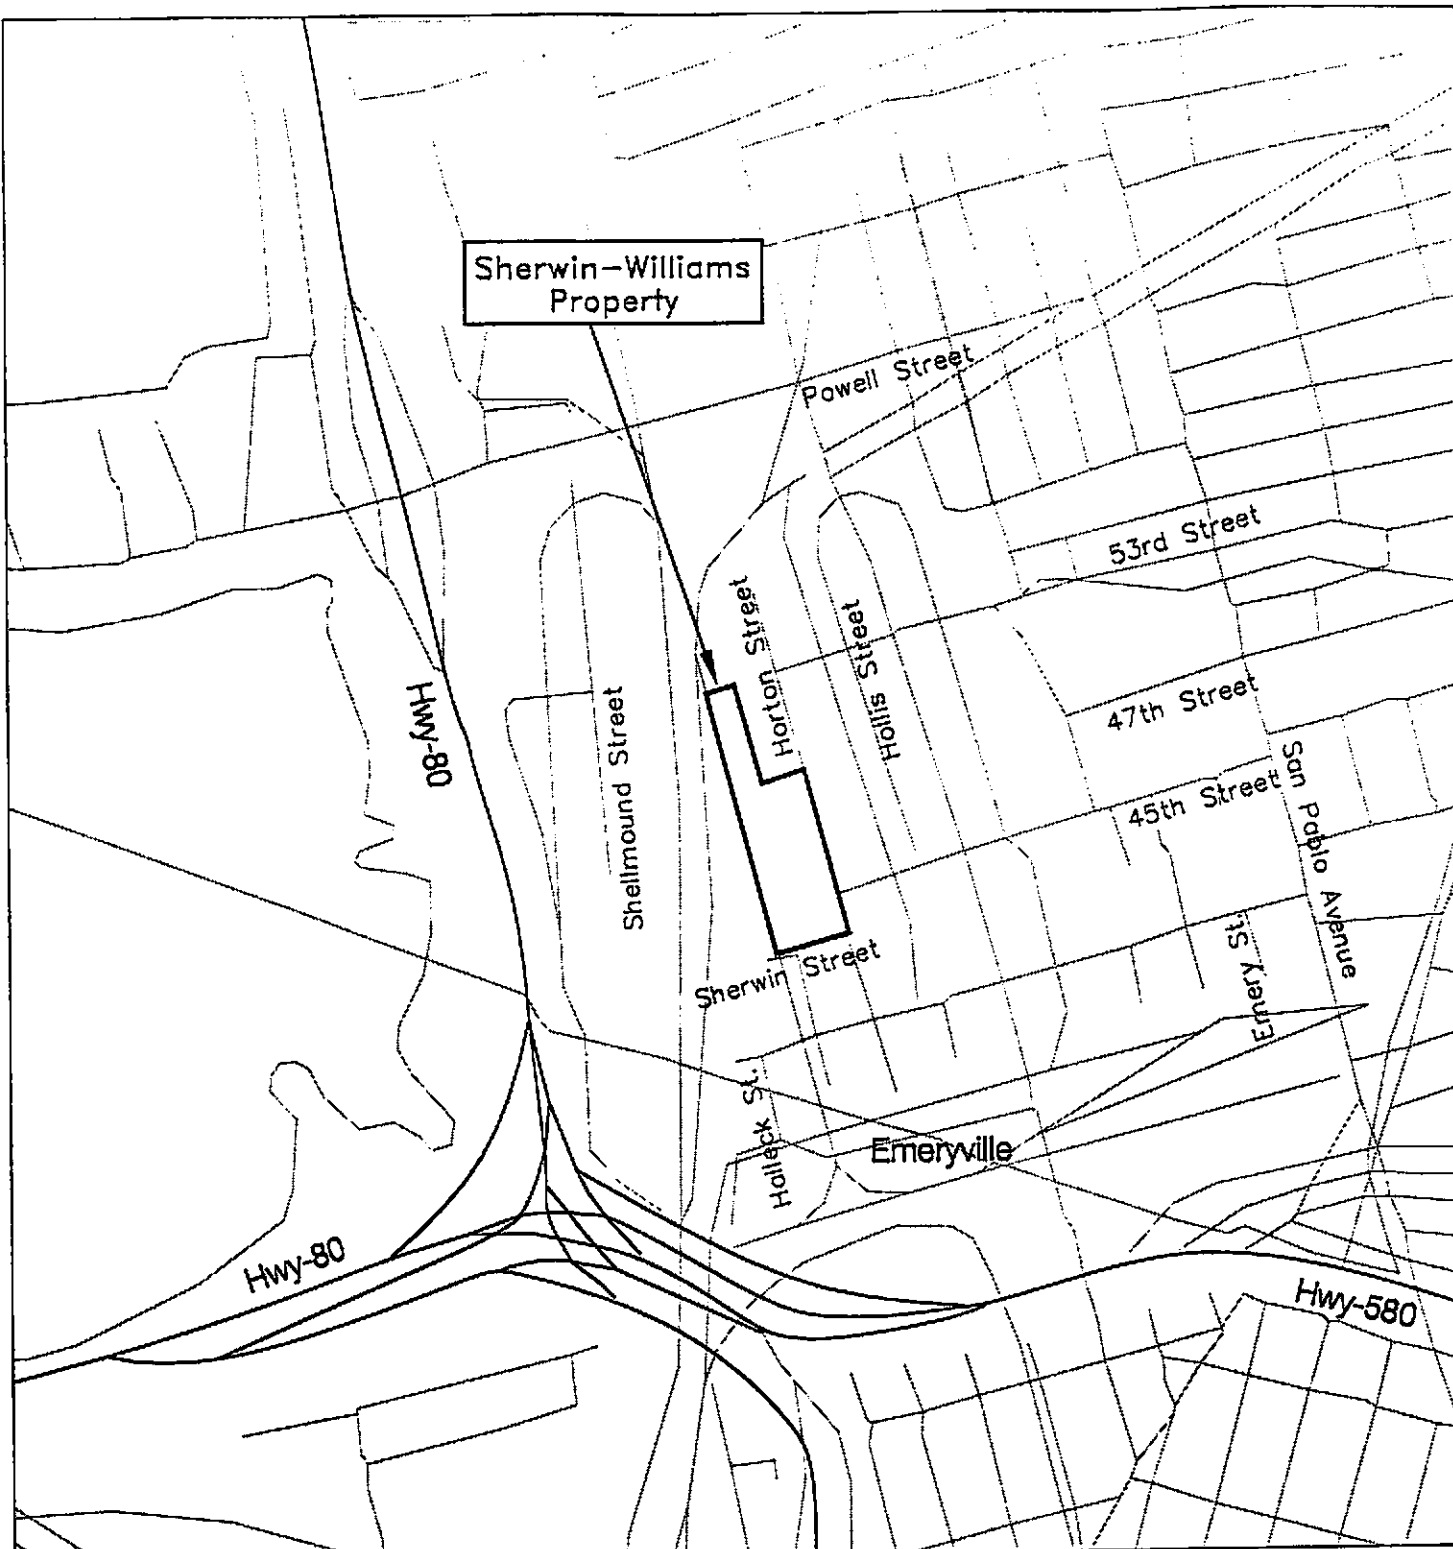 Sherwin-Williams
Property
Powell Street
53rd Street
Horton Street
Hollis Street
47th Street
Hwy-80
Shellmound Street
45th Street
San Pablo Avenue
Sherwin Street
Emery St.
Halleck St.
Emeryville
Hwy-80
Hwy-580